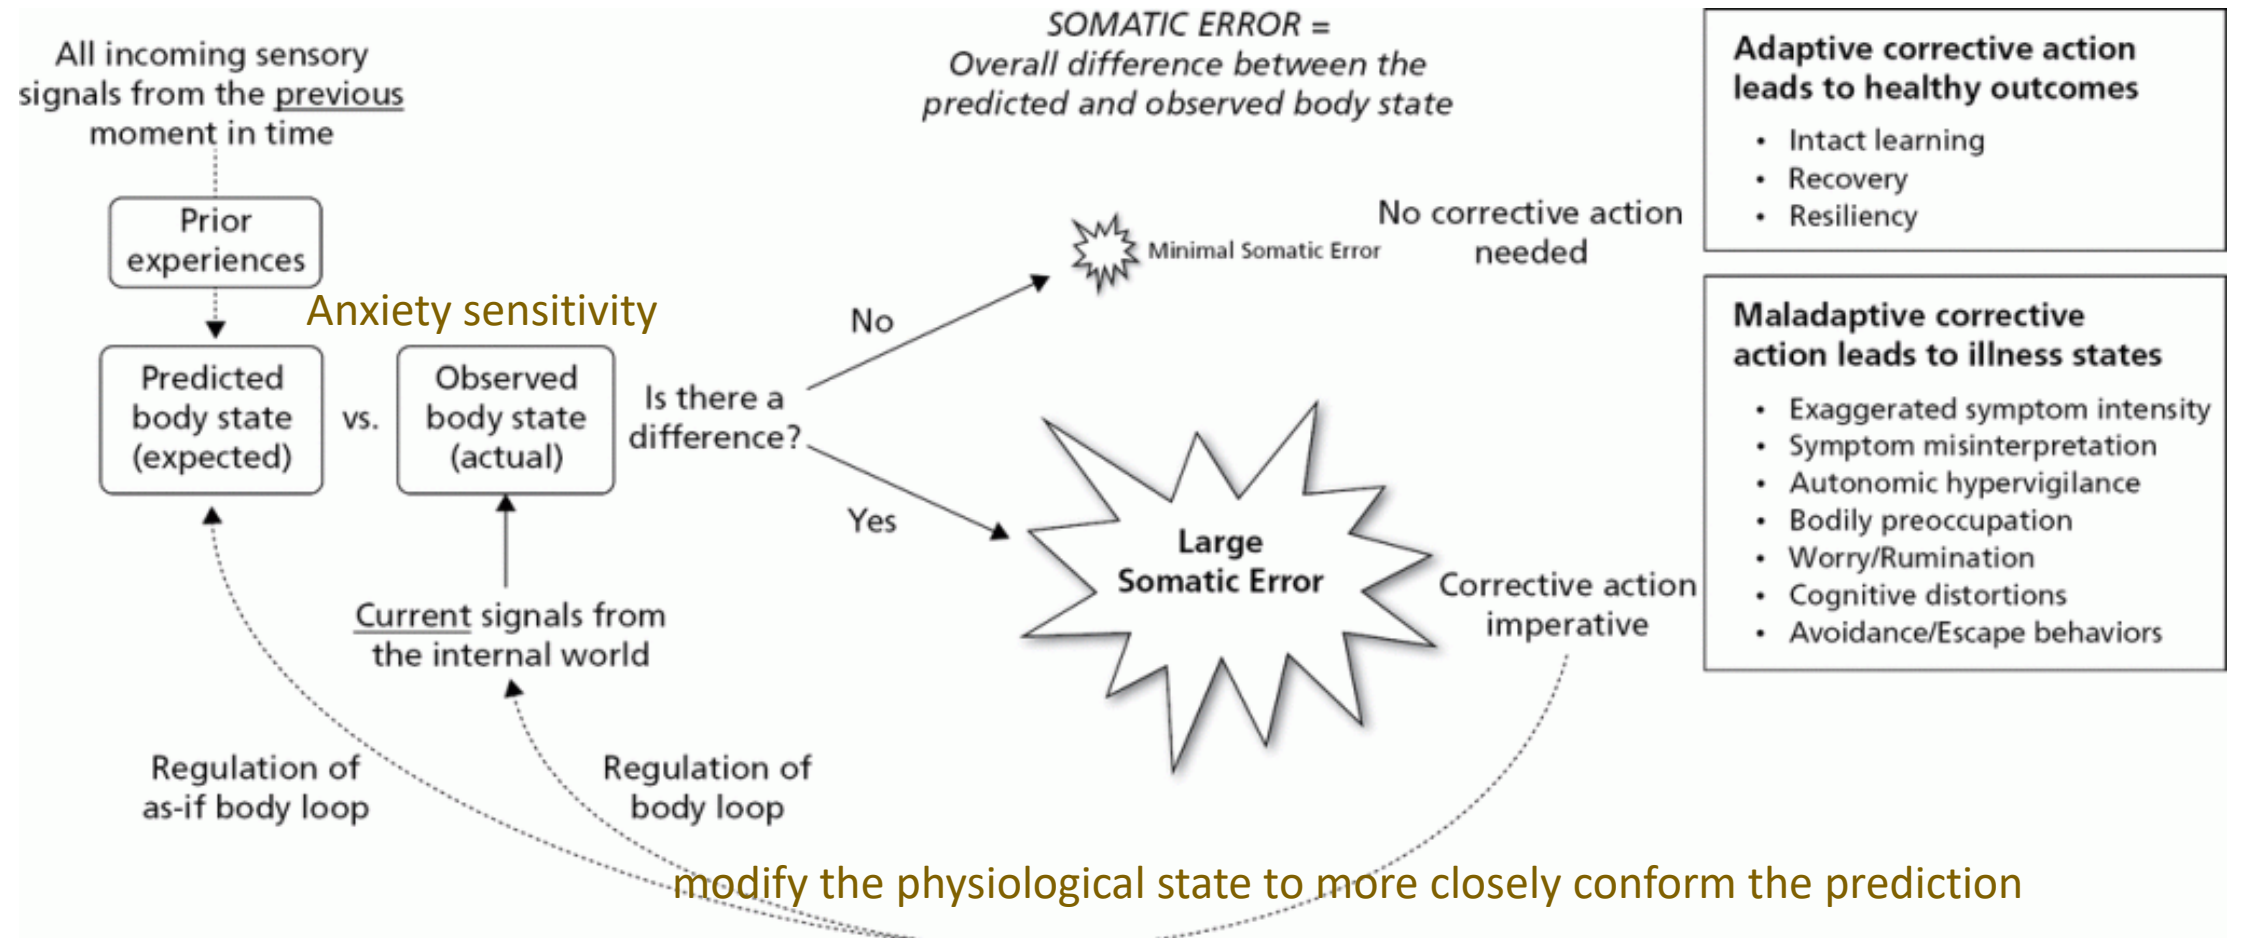 All incoming sensory
signals from the previous
moment in time
Prior
experiences
Anxiety sensitivity
Predicted
body state
(expected)
vs.
Observed
body state
(actual)
Is there a
difference?
Current signals from
the internal world
Regulation of
as-if body loop
Regulation of
body loop
SOMATIC ERROR =
Overall difference between the
predicted and observed body state
No
Yes
Minimal Somatic Error
No corrective action
needed
Large
Somatic Error
Corrective action
imperative
modify the physiological state to more closely conform the prediction
Adaptive corrective action
leads to healthy outcomes
• Intact learning
• Recovery
• Resiliency
Maladaptive corrective
action leads to illness states
• Exaggerated symptom intensity
• Symptom misinterpretation
• Autonomic hypervigilance
• Bodily preoccupation
• Worry/Rumination
• Cognitive distortions
• Avoidance/Escape behaviors